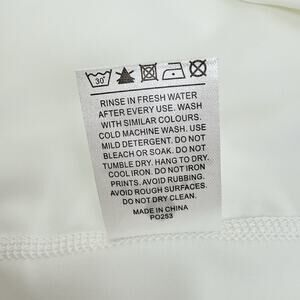 30°
RINSE IN FRESH WATER
AFTER EVERY USE. WASH
WITH SIMILAR COLOURS.
COLD MACHINE WASH. USE
MILD DETERGENT. DO NOT
BLEACH OR SOAK. DO NOT
TUMBLE DRY. HANG TO DRY.
COOL IRON. DO NOT IRON
PRINTS. AVOID RUBBING.
AVOID ROUGH SURFACES.
DO NOT DRY CLEAN.
MADE IN CHINA
PO253